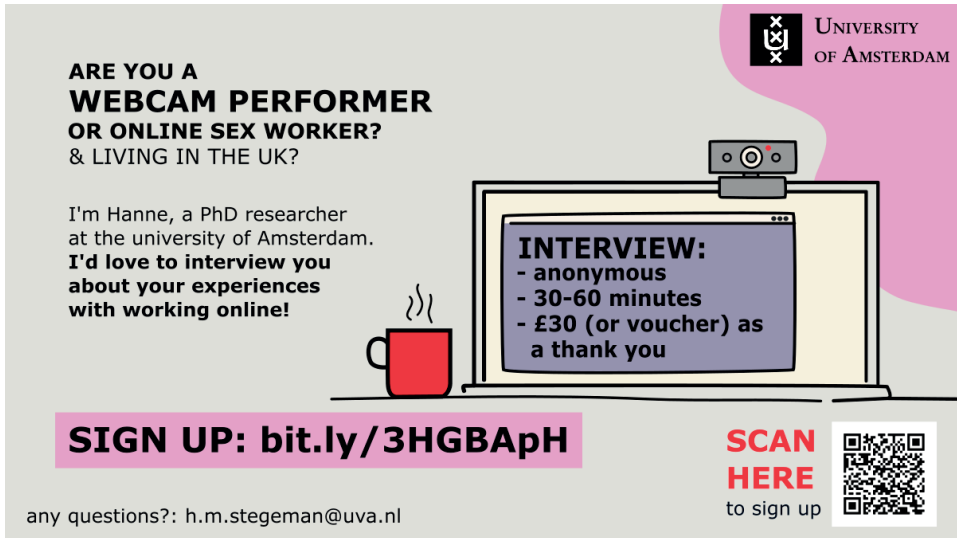 UNIVERSITY
OF AMSTERDAM
ARE YOU A
WEBCAM PERFORMER
OR ONLINE SEX WORKER?
& LIVING IN THE UK?
I'm Hanne, a PhD researcher
at the university of Amsterdam.
I'd love to interview you
about your experiences
with working online!
INTERVIEW:
- anonymous
- 30-60 minutes
- £30 (or voucher) as
a thank you
SIGN UP: bit.ly/3HGBApH
SCAN
HERE
to sign up
any questions?: h.m.stegeman@uva.nl